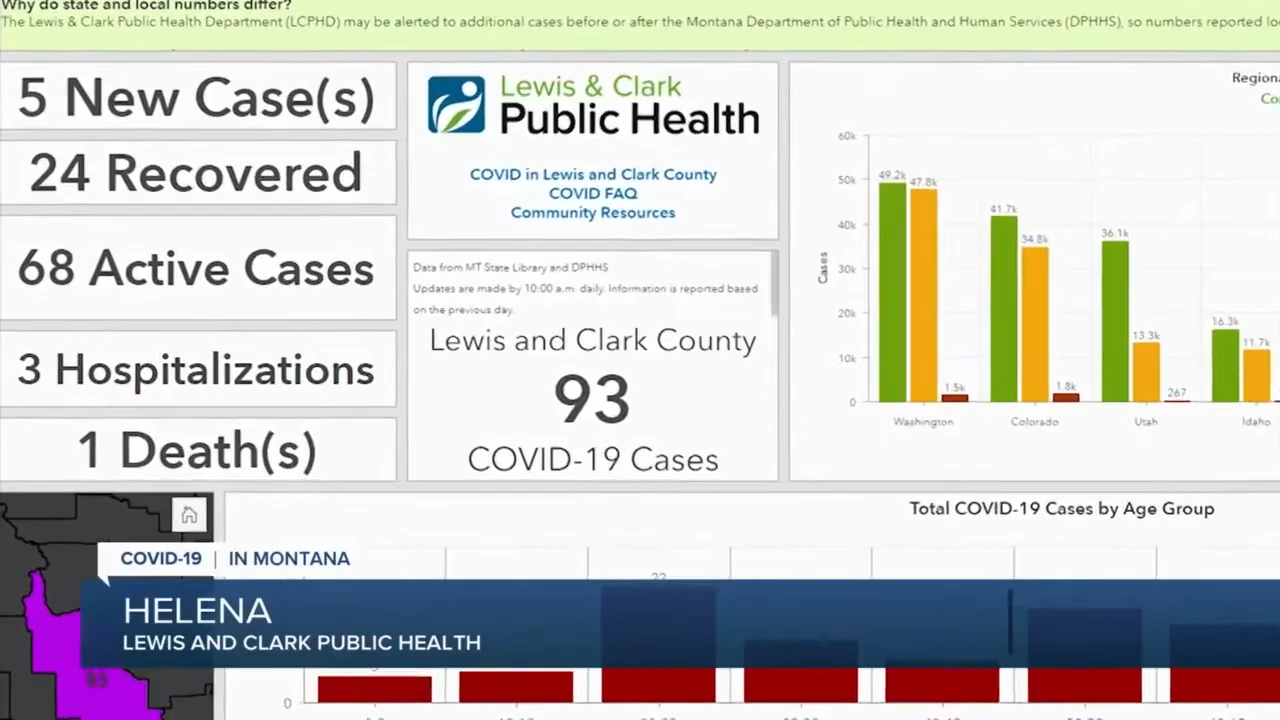 Why do state and local numbers differ?
The Lewis & Clark Public Health Department (LCPHD) may be alerted to additional cases before or after the Montana Department of Public Health and Human Services (DPHHS), so numbers reported lo
5 New Case(s)
24 Recovered
68 Active Cases
3 Hospitalizations
1 Death(s)
Lewis & Clark
Public Health
COVID in Lewis and Clark County
COVID FAQ
Community Resources
Data from MT State Library and DPHHS
Updates are made by 10:00 a.m. daily. Information is reported based
on the previous day.
Lewis and Clark County
93
COVID-19 Cases
Regiona
Co
Cases
60k
50k
40k
30k
20k
10k
0
49.2k
47.8k
1.5k
41.7k
34.8k
1.8k
36.1k
13.3k
267
16.3k
11.7k
Washington
Colorado
Utah
Idaho
Total COVID-19 Cases by Age Group
0
93
COVID-19 | IN MONTANA
HELENA
LEWIS AND CLARK PUBLIC HEALTH